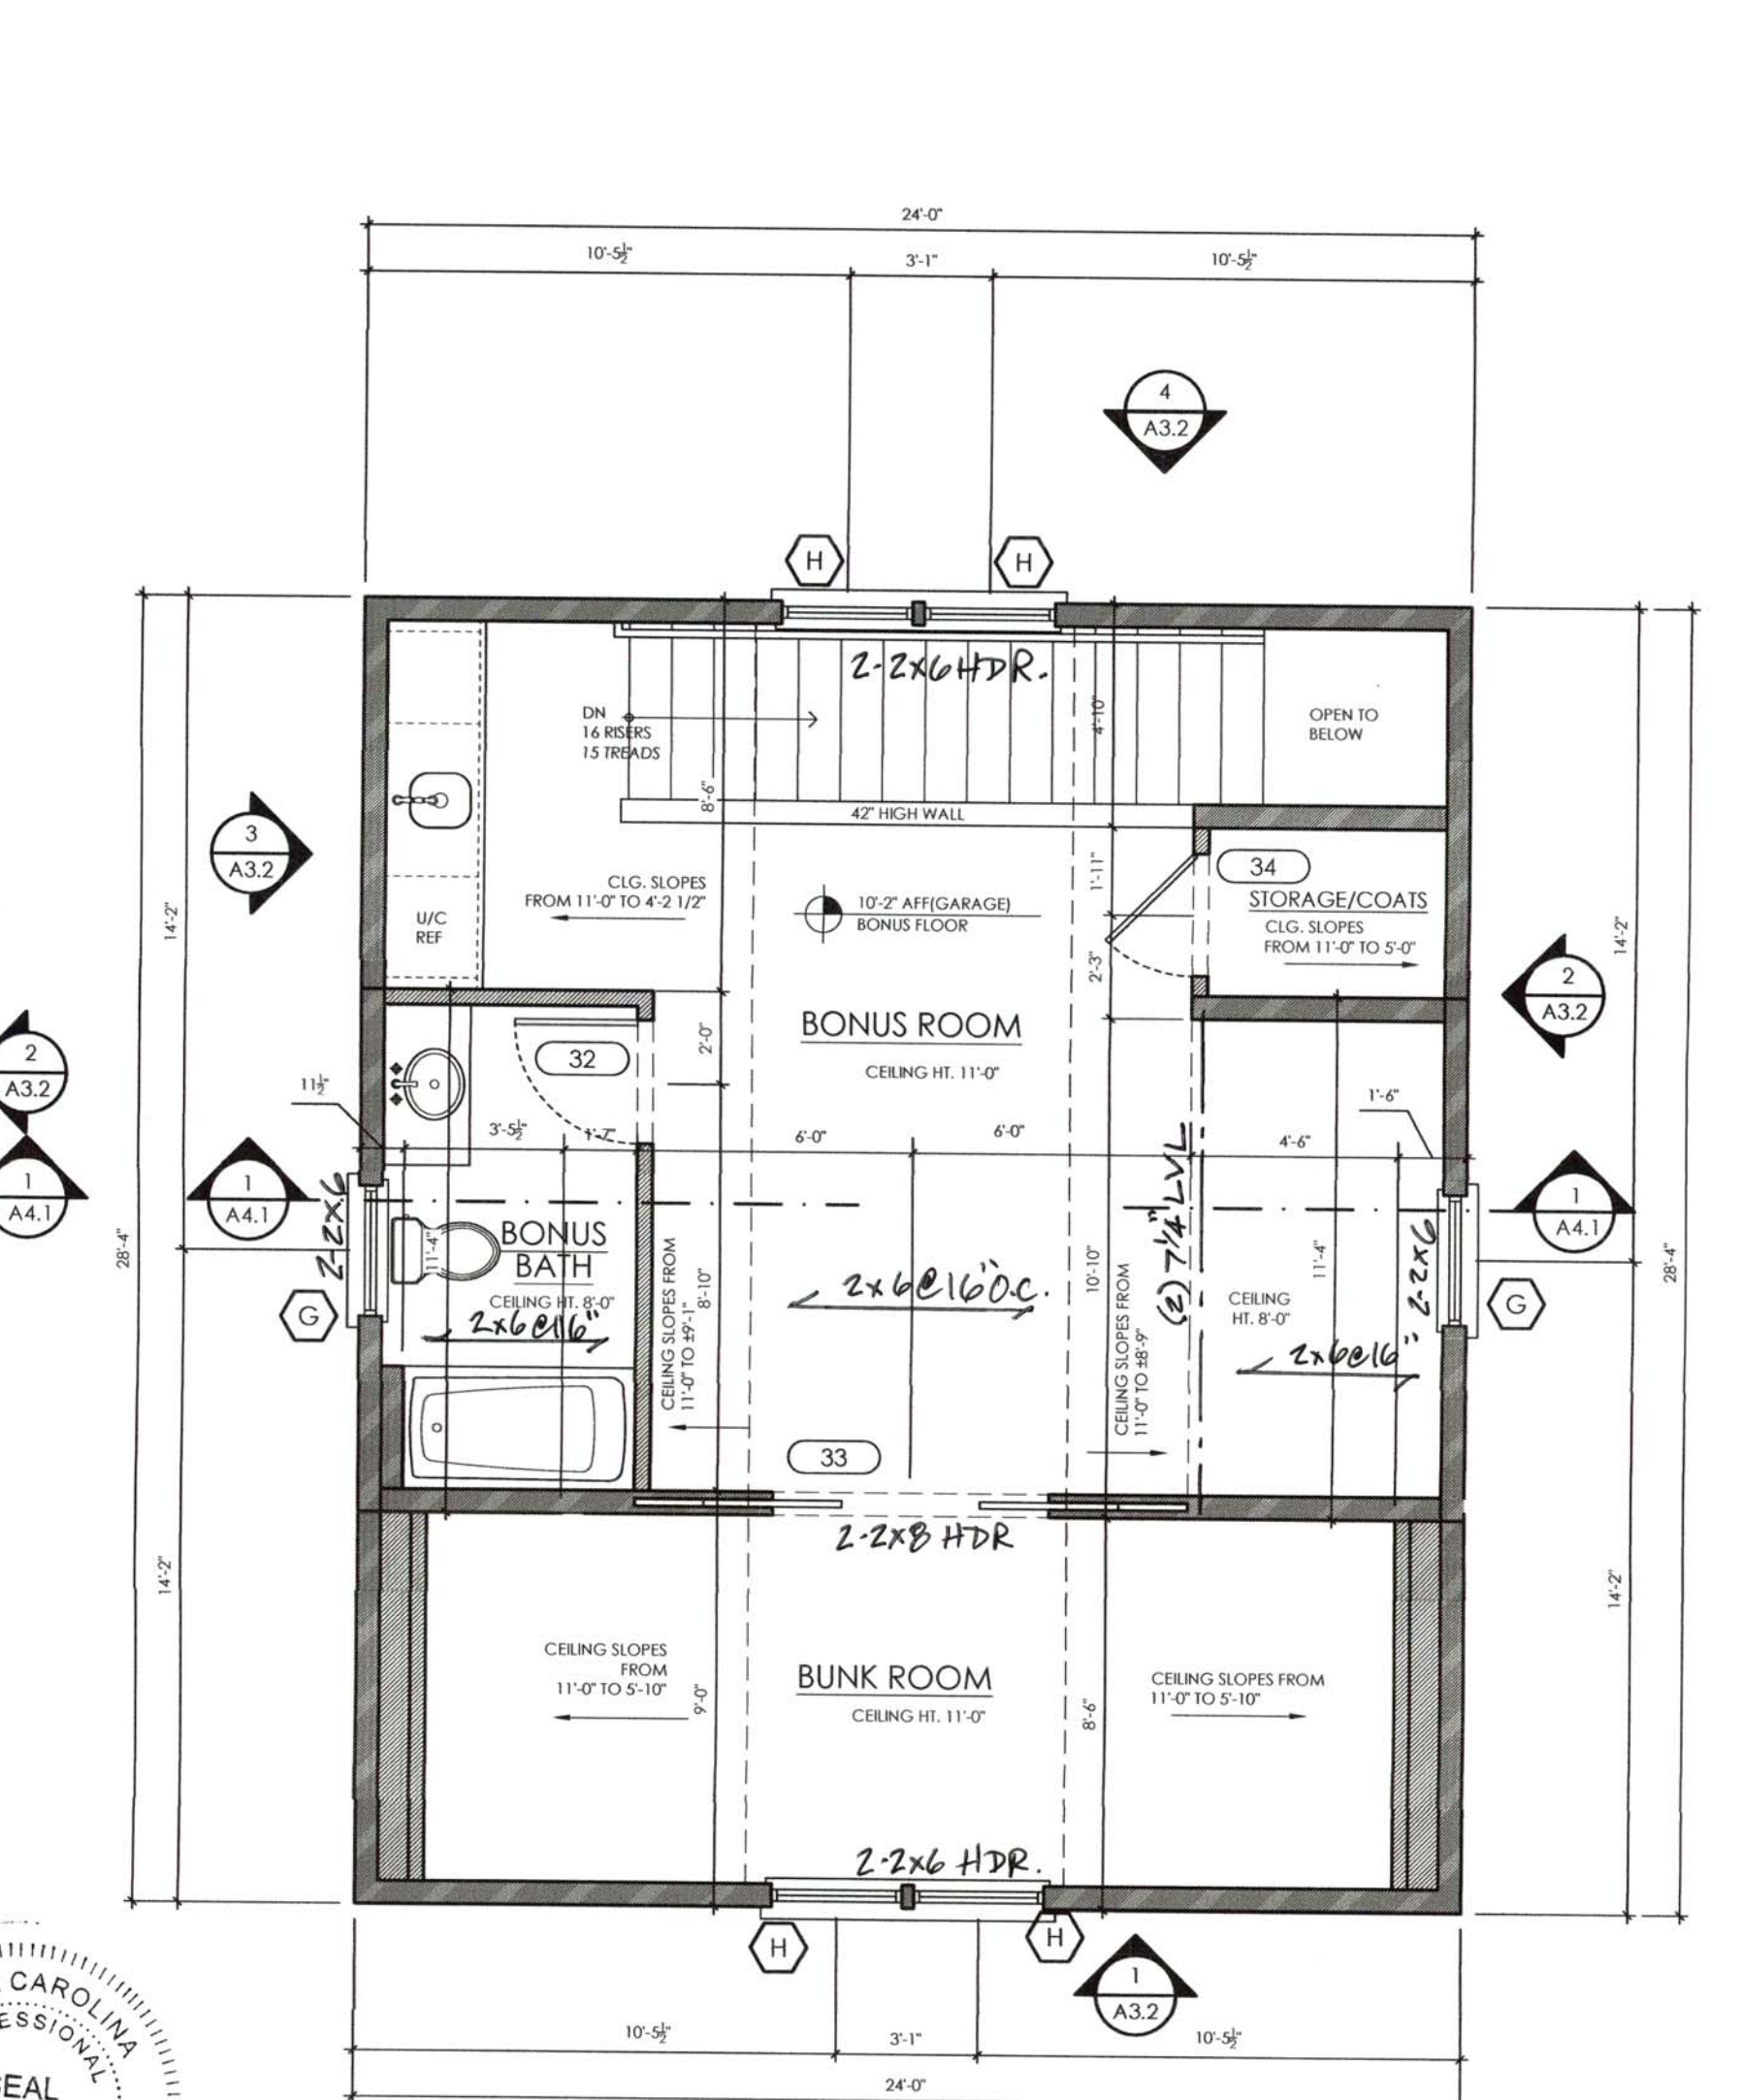 24'-0"
10'-5½"
3'-1"
10'-5½"
4
A3.2
H
H
2-2x6 HDR.
DN
16 RISERS
15 TREADS
4'-10"
OPEN TO
BELOW
8'-6"
42" HIGH WALL
3
A3.2
14'-2"
U/C
REF
CLG. SLOPES
FROM 11'-0" TO 4'-2 1/2"
10'-2" AFF(GARAGE)
BONUS FLOOR
1'-11"
34
STORAGE/COATS
CLG. SLOPES
FROM 11'-0" TO 5'-0"
14'-2"
2'-3"
2
A3.2
BONUS ROOM
CEILING HT. 11'-0"
2'-0"
32
2
A3.2
11½"
3'-5½"
1'-7"
6'-0"
6'-0"
4'-6"
1'-6"
1
A4.1
1
A4.1
1
A4.1
2-2x6
G
28'-4"
BONUS
BATH
11'-4"
CEILING HT. 8'-0"
2x6@16"
CEILING SLOPES FROM
11'-0" TO ±9'-1"
8'-10"
2x6@16"O.C.
10'-10"
CEILING SLOPES FROM
11'-0" TO ±8'-9"
(2) 7¼" LVL
CEILING
HT. 8'-0"
11'-4"
2-2x6
2x6@16"
G
28'-4"
33
2-2x8 HDR
14'-2"
CEILING SLOPES
FROM
11'-0" TO 5'-10"
9'-0"
BUNK ROOM
CEILING HT. 11'-0"
8'-6"
CEILING SLOPES FROM
11'-0" TO 5'-10"
14'-2"
2-2x6 HDR.
H
H
1
A3.2
CAROLINA
ESSIONAL
SEAL
10'-5½"
3'-1"
10'-5½"
24'-0"